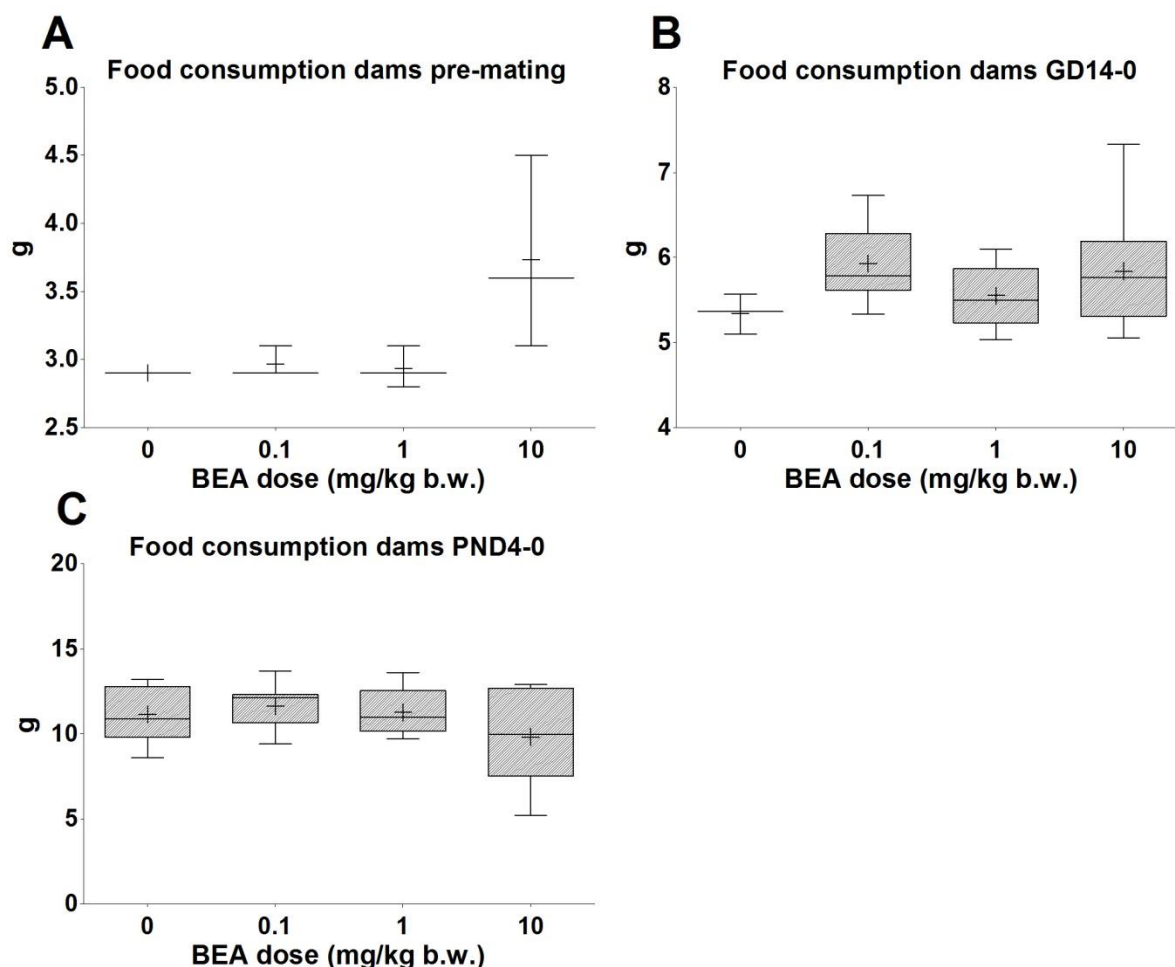 A
Food consumption dams pre-mating
5.0
4.5
4.0
3.5
3.0
2.5
g
0 0.1 1 10
BEA dose (mg/kg b.w.)
B
Food consumption dams GD14-0
8
7
6
5
4
g
0 0.1 1 10
BEA dose (mg/kg b.w.)
C
Food consumption dams PND4-0
20
15
10
5
0
g
0 0.1 1 10
BEA dose (mg/kg b.w.)